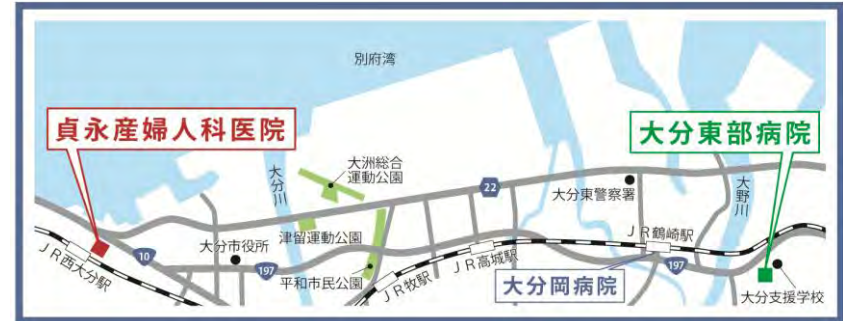 別府湾
貞永産婦人科医院
大分東部病院
大分川
大洲総合
運動公園
22
大分東警察署
大野川
ＪＲ西大分駅
10
大分市役所
197
津留運動公園
平和市民公園
ＪＲ牧駅
ＪＲ高城駅
ＪＲ鶴崎駅
大分岡病院
197
大分支援学校